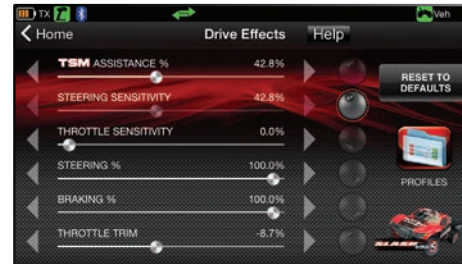 TX Veh
Home Drive Effects Help
TSM ASSISTANCE % 42.8%
STEERING SENSITIVITY 42.8%
THROTTLE SENSITIVITY 0.0%
STEERING % 100.0%
BRAKING % 100.0%
THROTTLE TRIM -8.7%
RESET TO
DEFAULTS
PROFILES
SLASH